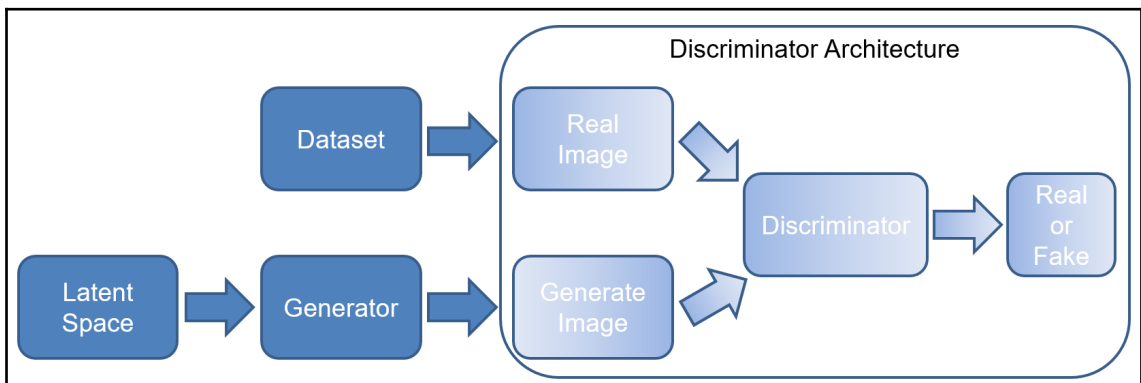 Discriminator Architecture
Dataset
Real
Image
Discriminator
Real
or
Fake
Latent
Space
Generator
Generate
Image